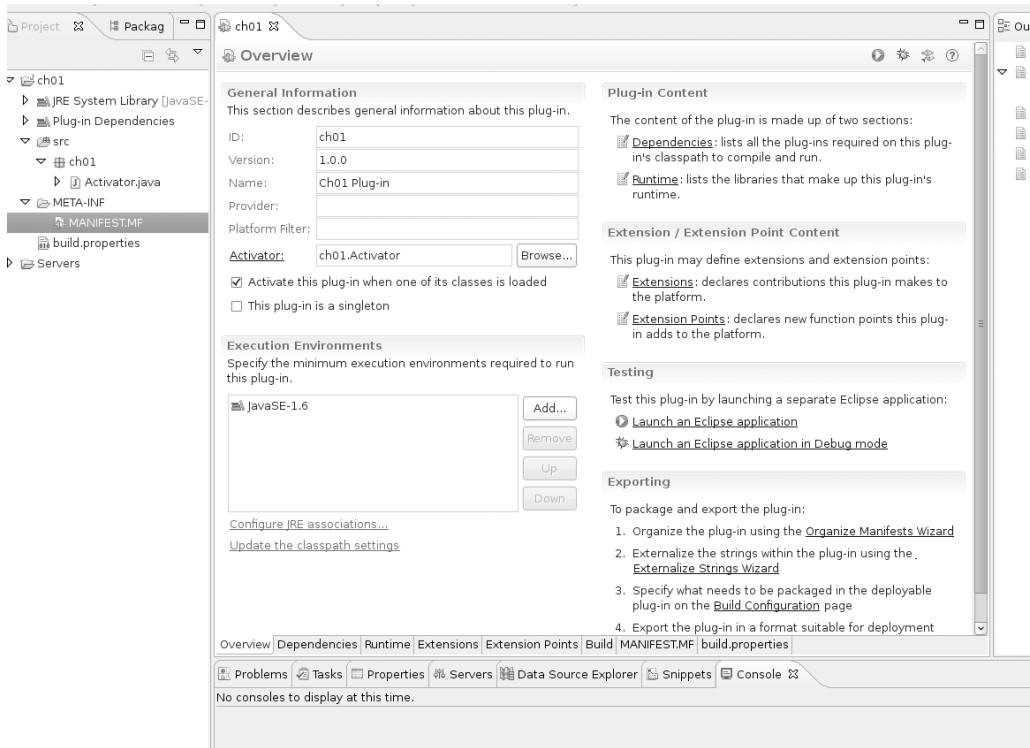 Project
Packag
ch01
JRE System Library [JavaSE-
Plug-in Dependencies
src
ch01
Activator.java
META-INF
MANIFEST.MF
build.properties
Servers
ch01
Overview
General Information
This section describes general information about this plug-in.
ID:
ch01
Version:
1.0.0
Name:
Ch01 Plug-in
Provider:
Platform Filter:
Activator:
ch01.Activator
Browse...
Activate this plug-in when one of its classes is loaded
This plug-in is a singleton
Execution Environments
Specify the minimum execution environments required to run
this plug-in.
JavaSE-1.6
Add...
Remove
Up
Down
Configure JRE associations...
Update the classpath settings
Plug-in Content
The content of the plug-in is made up of two sections:
Dependencies: lists all the plug-ins required on this plug-
in's classpath to compile and run.
Runtime: lists the libraries that make up this plug-in's
runtime.
Extension / Extension Point Content
This plug-in may define extensions and extension points:
Extensions: declares contributions this plug-in makes to
the platform.
Extension Points: declares new function points this plug-
in adds to the platform.
Testing
Test this plug-in by launching a separate Eclipse application:
Launch an Eclipse application
Launch an Eclipse application in Debug mode
Exporting
To package and export the plug-in:
1. Organize the plug-in using the Organize Manifests Wizard
2. Externalize the strings within the plug-in using the
Externalize Strings Wizard
3. Specify what needs to be packaged in the deployable
plug-in on the Build Configuration page
4. Export the plug-in in a format suitable for deployment
Overview Dependencies Runtime Extensions Extension Points Build MANIFEST.MF build.properties
Problems Tasks Properties Servers Data Source Explorer Snippets Console
No consoles to display at this time.
Ou